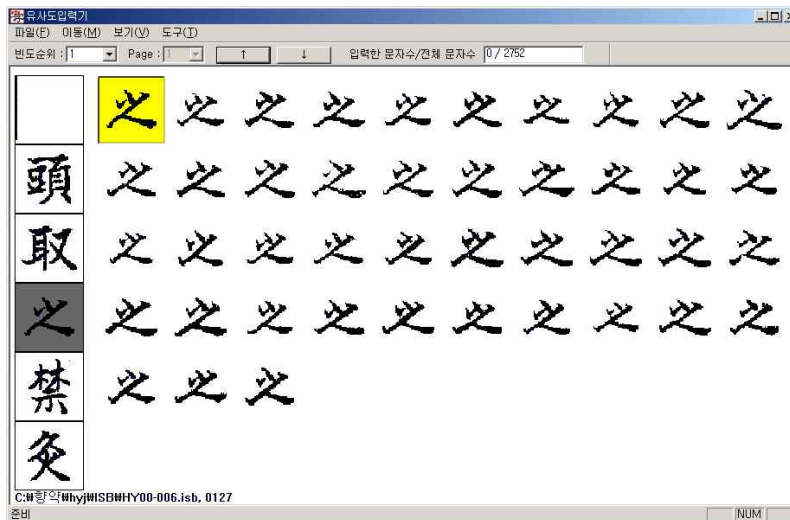 유사도입력기
파일(F) 이동(M) 보기(V) 도구(T)
빈도순위 : 1 Page : 1 ↑ ↓ 입력한 문자수/전체 문자수 0 / 2752
之 之 之 之 之 之 之 之 之 之
頭 之 之 之 之 之 之 之 之 之 之
取 之 之 之 之 之 之 之 之 之 之
之 之 之 之 之 之 之 之 之 之 之
禁 之 之 之
灸
C:₩향약₩hyj₩ISB₩HY00-006.isb, 0127
준비 NUM